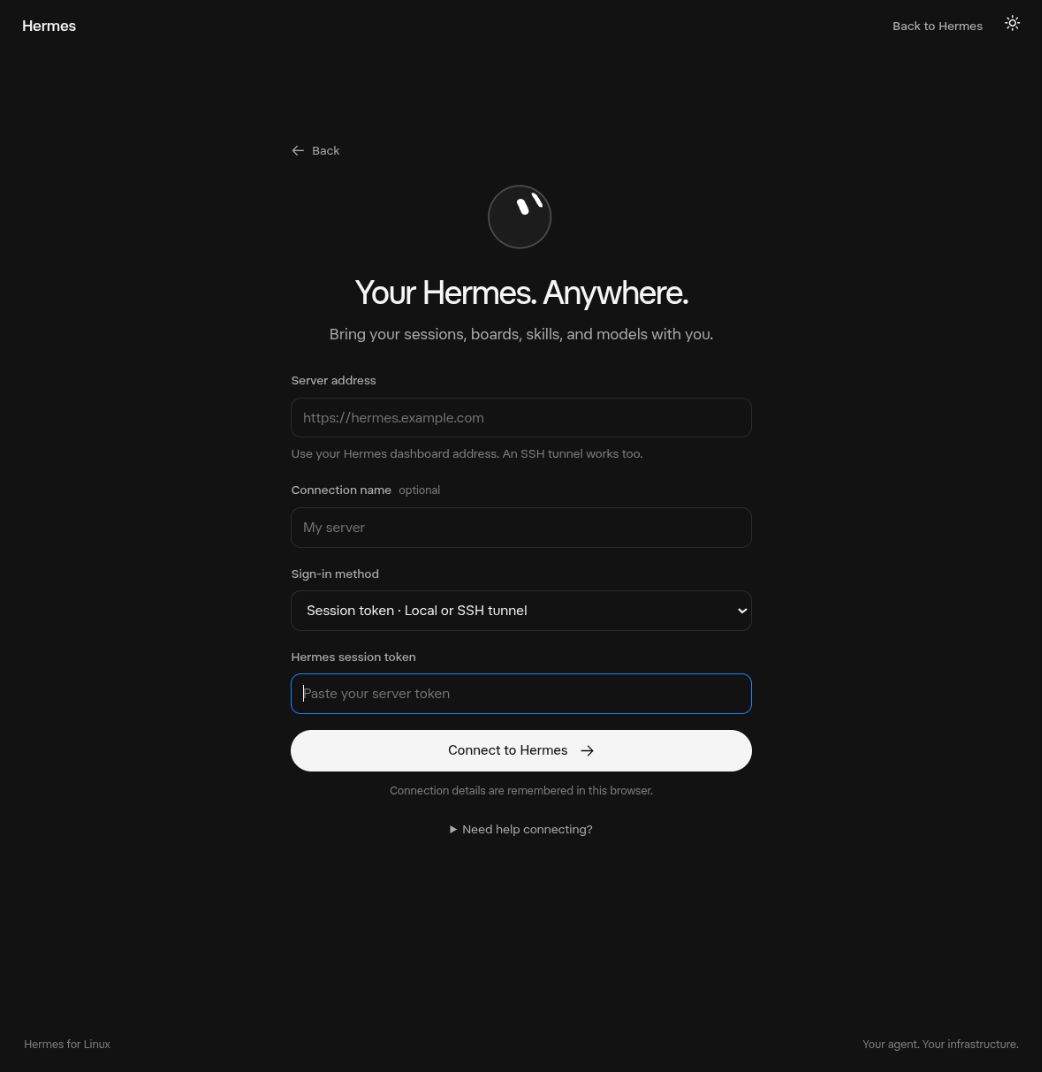 Hermes
Back to Hermes
← Back
Your Hermes. Anywhere.
Bring your sessions, boards, skills, and models with you.
Server address
https://hermes.example.com
Use your Hermes dashboard address. An SSH tunnel works too.
Connection name optional
My server
Sign-in method
Session token · Local or SSH tunnel
Hermes session token
Paste your server token
Connect to Hermes →
Connection details are remembered in this browser.
▶ Need help connecting?
Hermes for Linux
Your agent. Your infrastructure.